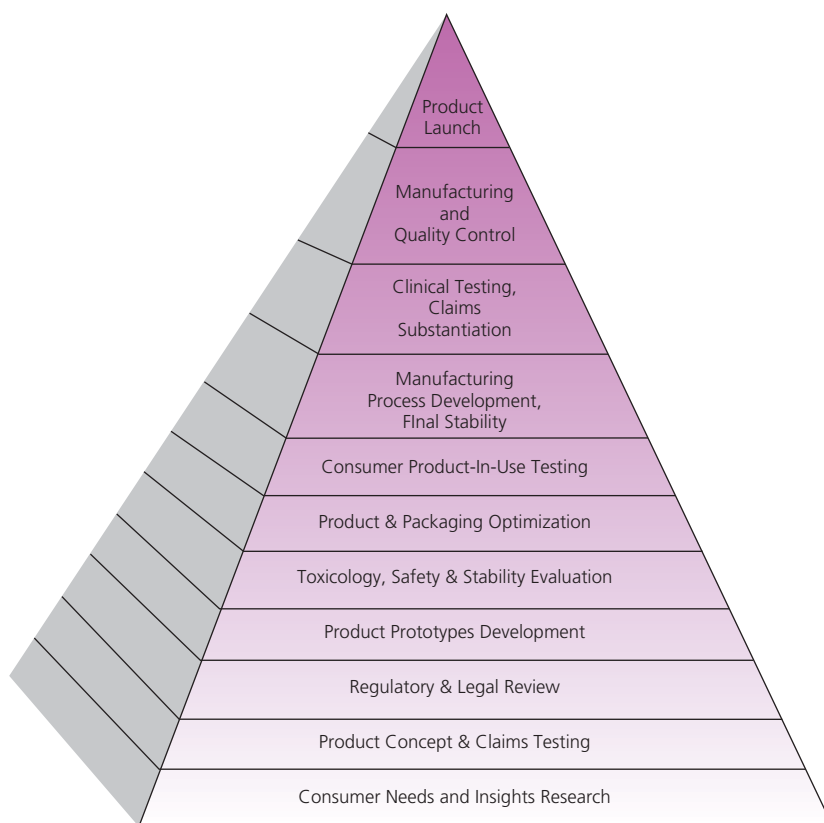 Product
Launch
Manufacturing
and
Quality Control
Clinical Testing,
Claims
Substantiation
Manufacturing
Process Development,
FInal Stability
Consumer Product-In-Use Testing
Product & Packaging Optimization
Toxicology, Safety & Stability Evaluation
Product Prototypes Development
Regulatory & Legal Review
Product Concept & Claims Testing
Consumer Needs and Insights Research